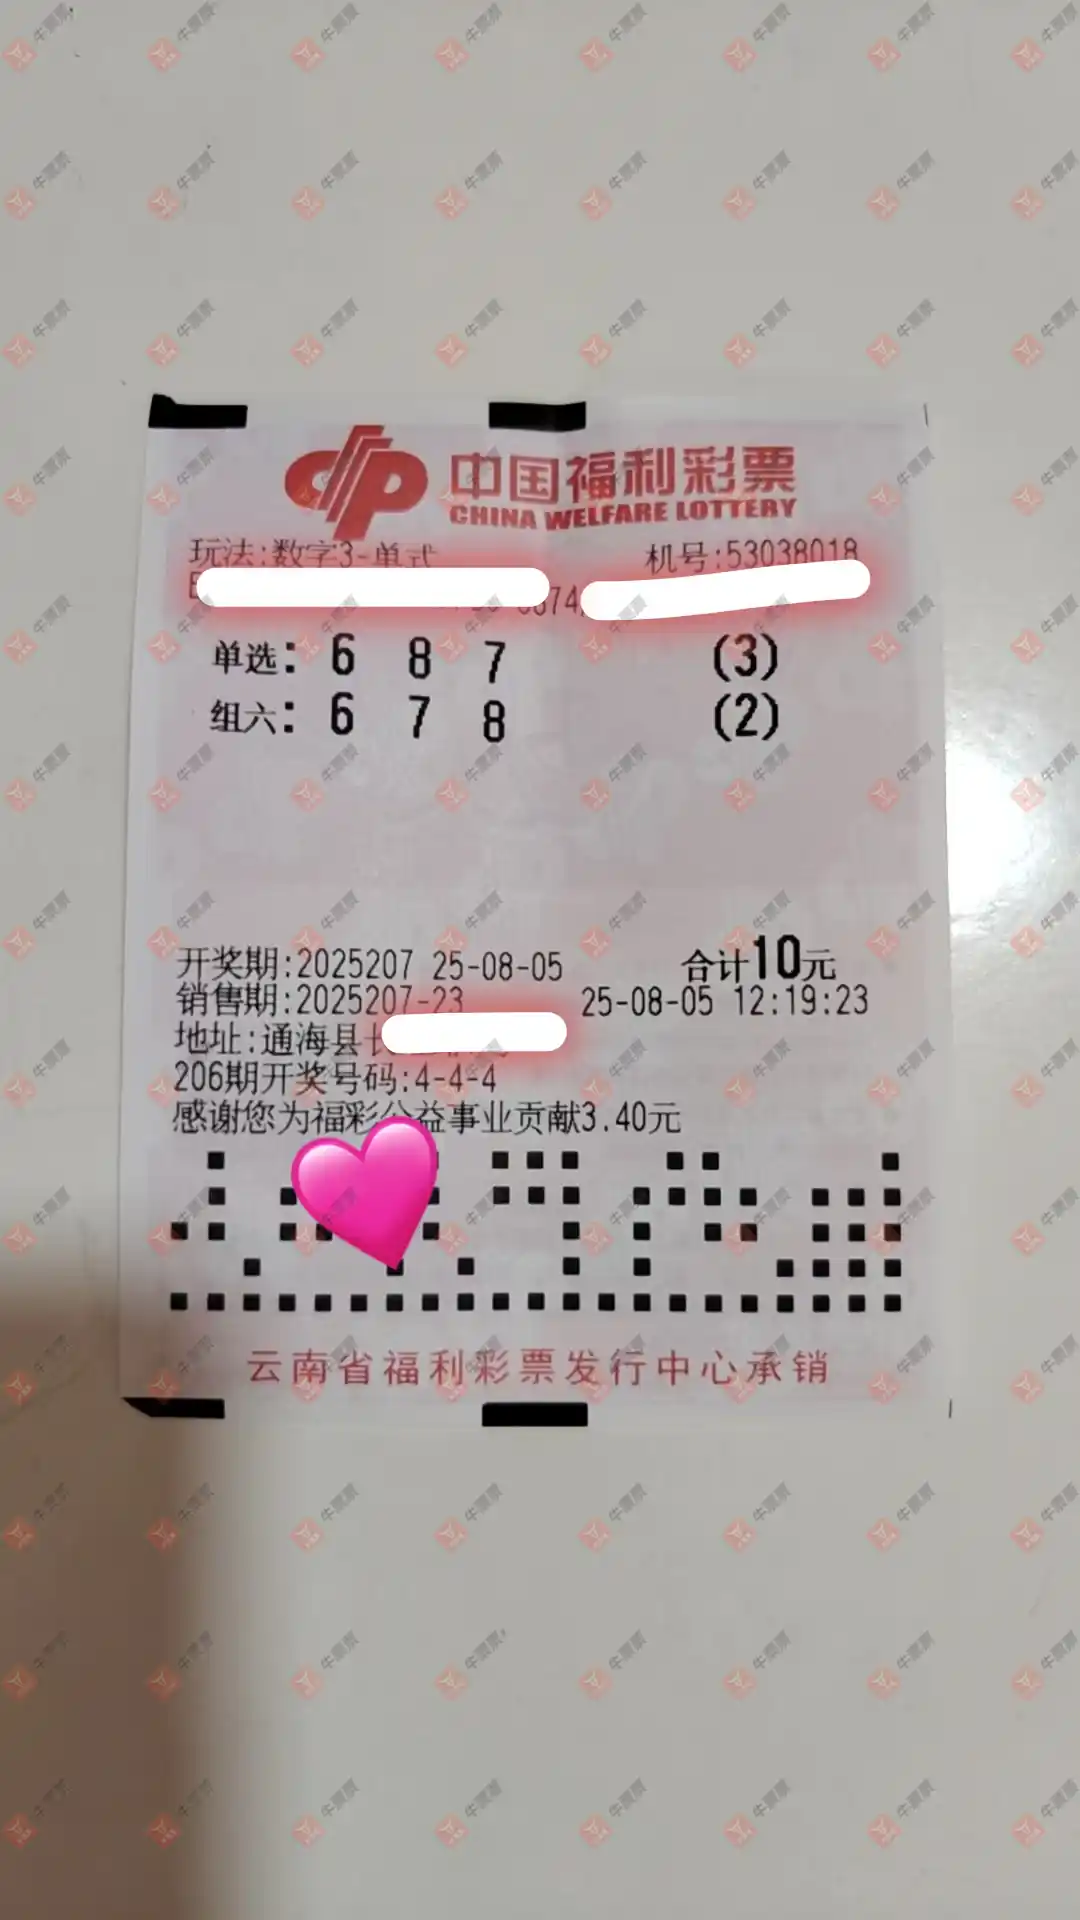 中国福利彩票
CHINA WELFARE LOTTERY
玩法:数字3-单式 机号:53038018
单选: 6 8 7 (3)
组六: 6 7 8 (2)
开奖期:2025207 25-08-05 合计10元
销售期:2025207-23 25-08-05 12:19:23
地址:通海县
206期开奖号码:4-4-4
感谢您为福彩公益事业贡献3.40元
云南省福利彩票发行中心承销
牛票票